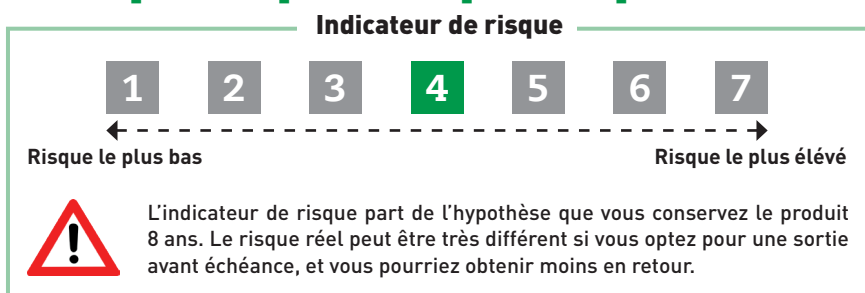 Indicateur de risque
1 2 3 4 5 6 7
Risque le plus bas Risque le plus élévé
L'indicateur de risque part de l'hypothèse que vous conservez le produit
8 ans. Le risque réel peut être très différent si vous optez pour une sortie
avant échéance, et vous pourriez obtenir moins en retour.